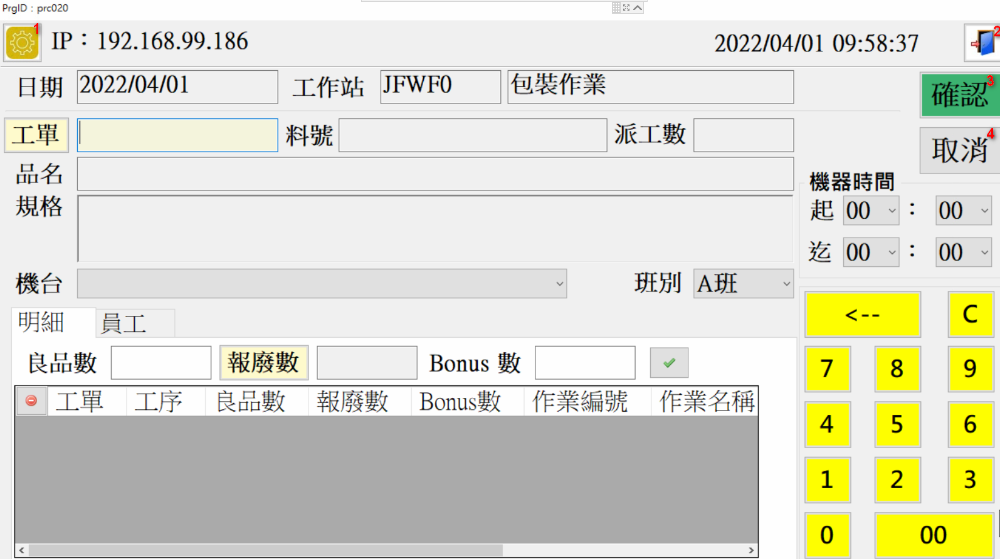 PrgID : prc020
1 IP：192.168.99.186 2022/04/01 09:58:37 2
日期 2022/04/01 工作站 JFWF0 包裝作業 確認 3
工單 料號 派工數 取消 4
品名
規格
機器時間
起 00 : 00
迄 00 : 00
機台 班別 A班
明細 員工
良品數 報廢數 Bonus 數
工單 工序 良品數 報廢數 Bonus數 作業編號 作業名稱
<-- C
7 8 9
4 5 6
1 2 3
0 00